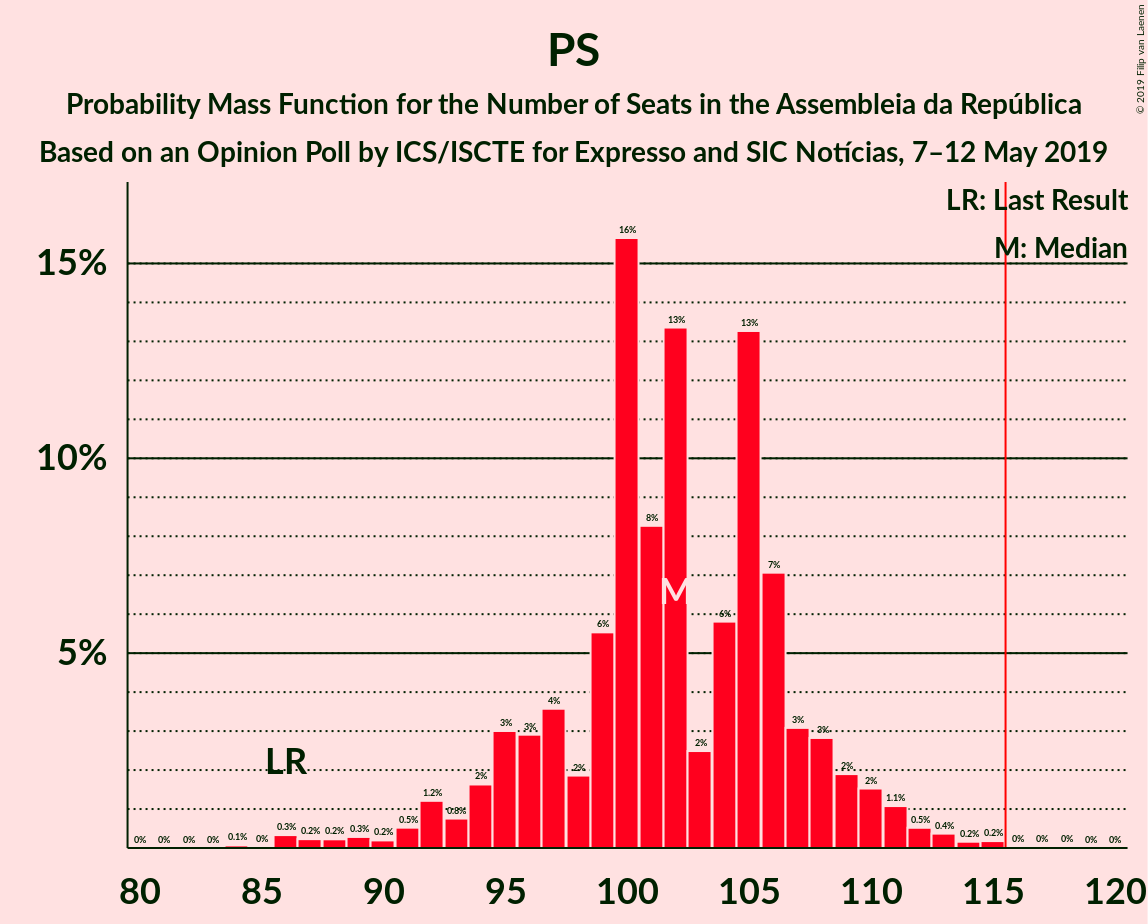 PS
Probability Mass Function for the Number of Seats in the Assembleia da República
Based on an Opinion Poll by ICS/ISCTE for Expresso and SIC Notícias, 7–12 May 2019
© 2019 Filip van Laenen
LR: Last Result
M: Median
15%
10%
5%
0% 0% 0% 0% 0.1% 0% 0.3% 0.2% 0.2% 0.3% 0.2% 0.5% 1.2% 0.8% 2% 3% 3% 4% 2% 6% 16% 8% 13% 2% 6% 13% 7% 3% 3% 2% 2% 1.1% 0.5% 0.4% 0.2% 0.2% 0% 0% 0% 0% 0%
M
LR
80 85 90 95 100 105 110 115 120